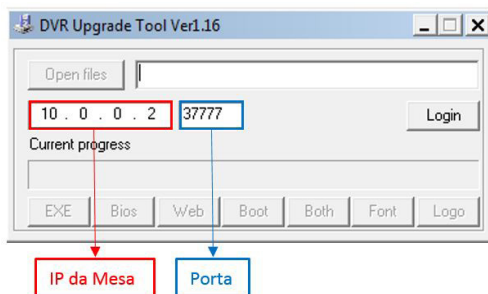 DVR Upgrade Tool Ver1.16
Open files
10 . 0 . 0 . 2 37777 Login
Current progress
EXE Bios Web Boot Both Font Logo
IP da Mesa Porta